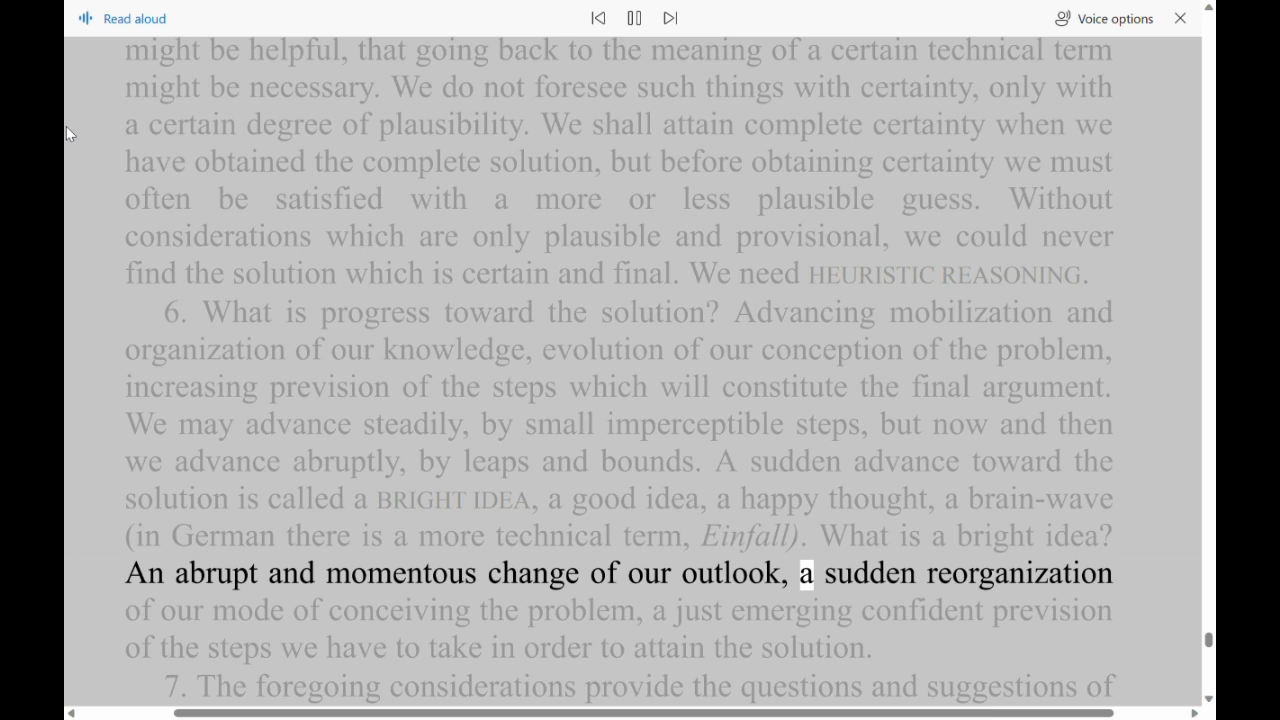 Read aloud
Voice options
might be helpful, that going back to the meaning of a certain technical term
might be necessary. We do not foresee such things with certainty, only with
a certain degree of plausibility. We shall attain complete certainty when we
have obtained the complete solution, but before obtaining certainty we must
often be satisfied with a more or less plausible guess. Without
considerations which are only plausible and provisional, we could never
find the solution which is certain and final. We need HEURISTIC REASONING.
6. What is progress toward the solution? Advancing mobilization and
organization of our knowledge, evolution of our conception of the problem,
increasing prevision of the steps which will constitute the final argument.
We may advance steadily, by small imperceptible steps, but now and then
we advance abruptly, by leaps and bounds. A sudden advance toward the
solution is called a BRIGHT IDEA, a good idea, a happy thought, a brain-wave
(in German there is a more technical term, Einfall). What is a bright idea?
An abrupt and momentous change of our outlook, a sudden reorganization
of our mode of conceiving the problem, a just emerging confident prevision
of the steps we have to take in order to attain the solution.
7. The foregoing considerations provide the questions and suggestions of